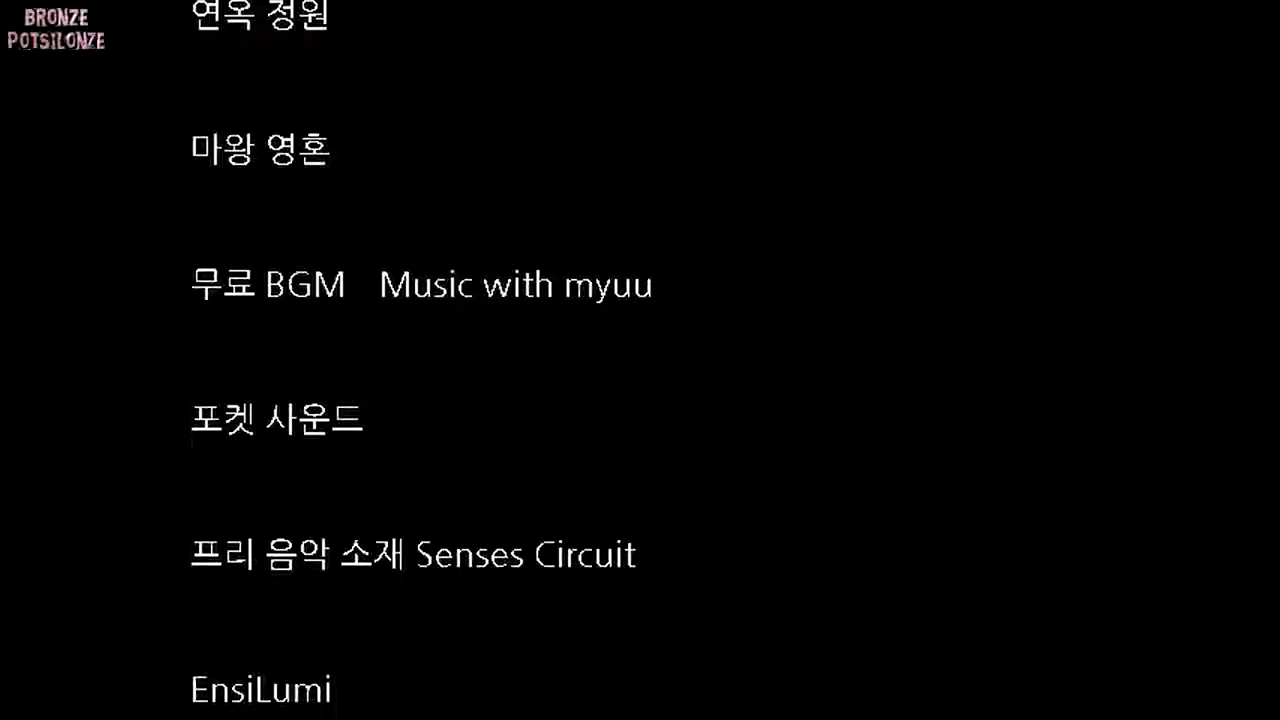 BRONZE
POTSILONZE
연옥 정원
마왕 영혼
무료 BGM Music with myuu
포켓 사운드
프리 음악 소재 Senses Circuit
EnsiLumi